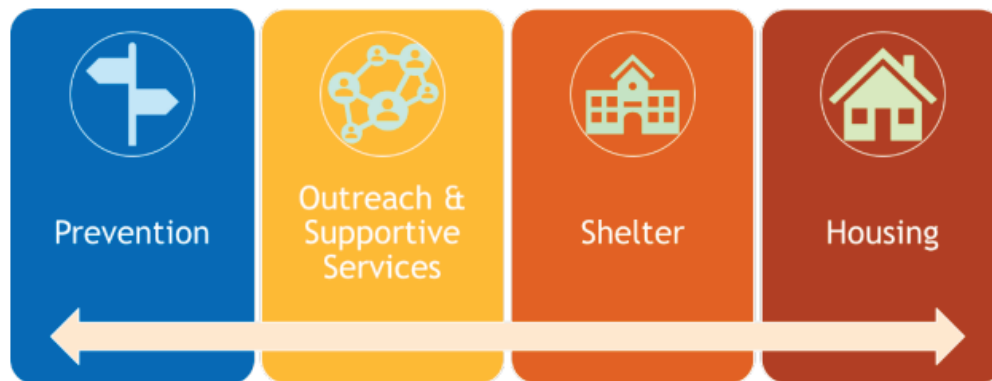 Prevention
Outreach &
Supportive
Services
Shelter
Housing